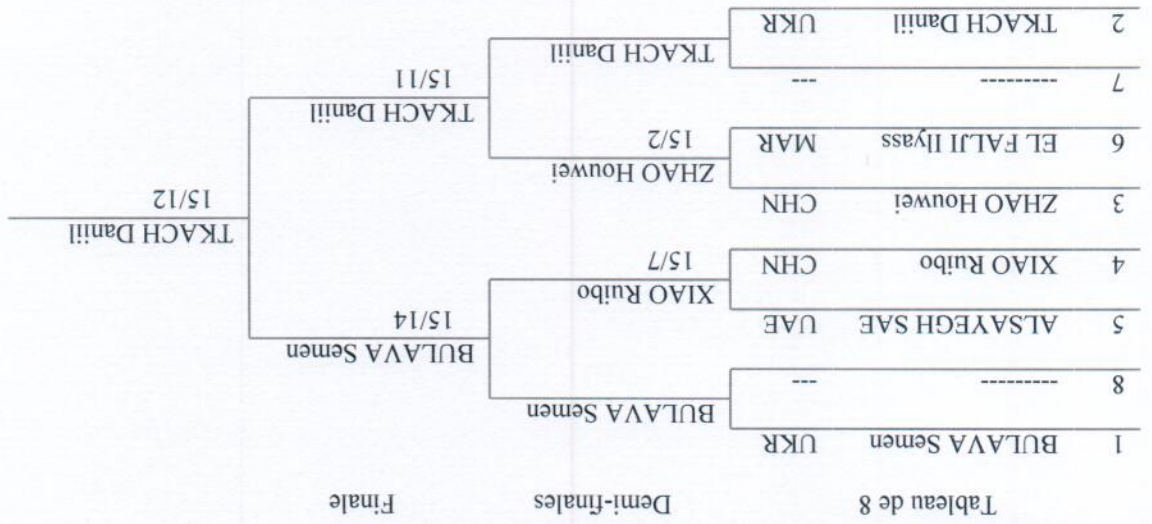 Tableau de 8 Demi-finales Finale
1 BULAVA Semen UKR
BULAVA Semen
8 --------- ---
BULAVA Semen
5 ALSAYEGH SAE UAE 15/14
XIAO Ruibo
4 XIAO Ruibo CHN 15/7
TKACH Daniil
3 ZHAO Houwei CHN 15/12
ZHAO Houwei
6 EL FALJI Ilyass MAR 15/2
TKACH Daniil
7 ---------- --- 15/11
TKACH Daniil
2 TKACH Daniil UKR